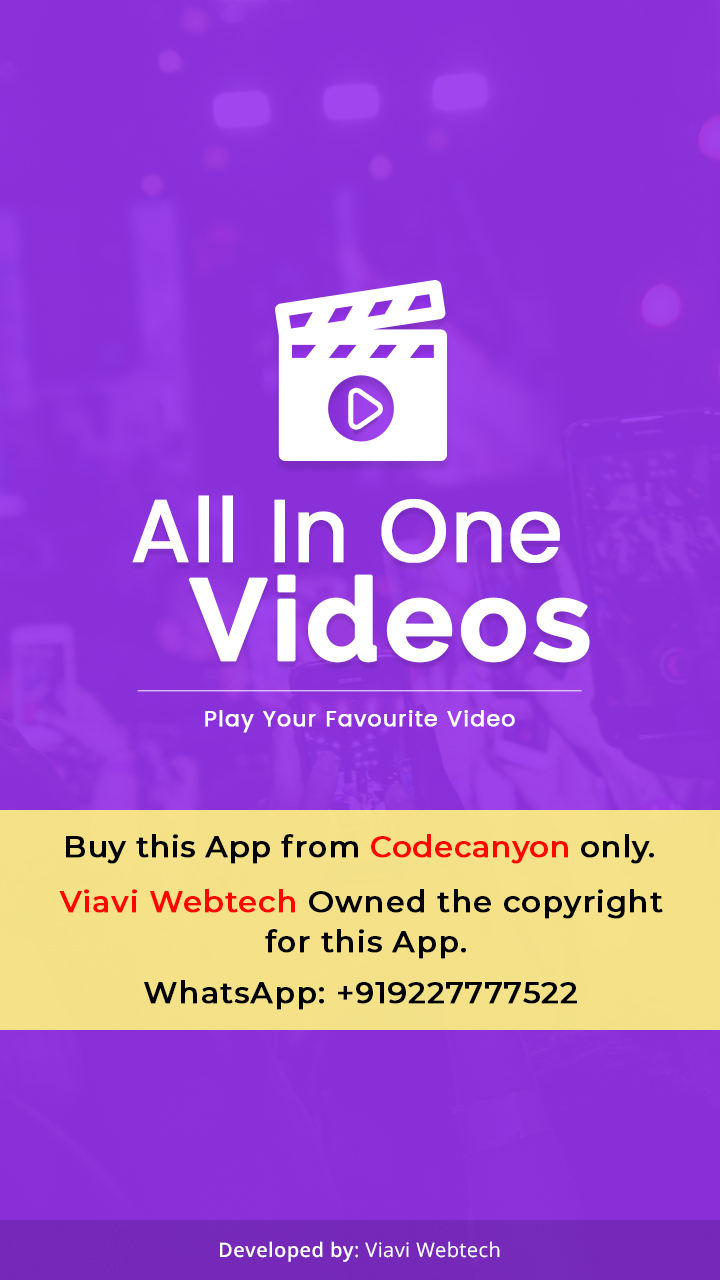 All In One
Videos
Play Your Favourite Video
Buy this App from Codecanyon only.
Viavi Webtech Owned the copyright
for this App.
WhatsApp: +919227777522
Developed by: Viavi Webtech